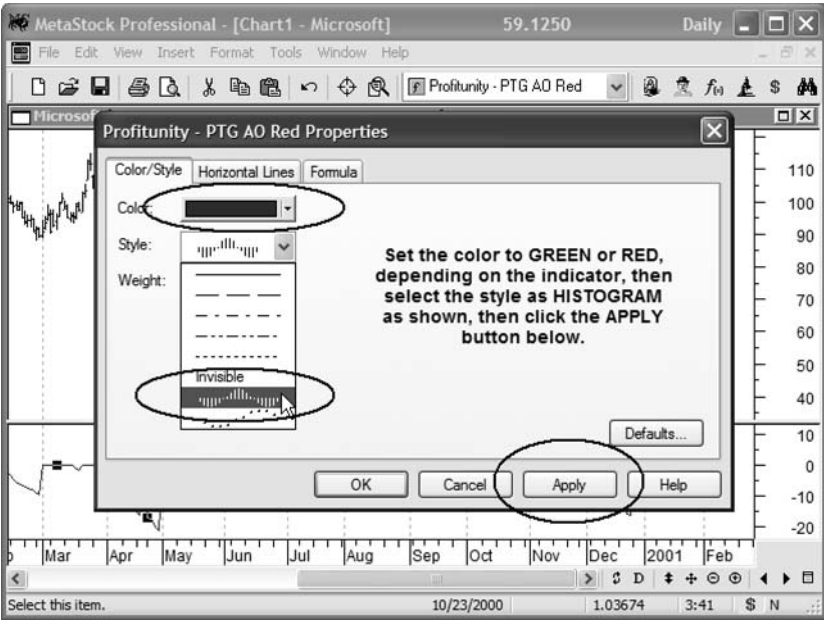 MetaStock Professional - [Chart1 - Microsoft] 59.1250 Daily
File Edit View Insert Format Tools Window Help
Profitunity - PTG AO Red
Profitunity - PTG AO Red Properties
Color/Style Horizontal Lines Formula
Color:
Style:
Weight:
Invisible
Set the color to GREEN or RED,
depending on the indicator, then
select the style as HISTOGRAM
as shown, then click the APPLY
button below.
Defaults...
OK Cancel Apply Help
110
100
90
80
70
60
50
40
10
0
-10
-20
Mar Apr May Jun Jul Aug Sep Oct Nov Dec 2001 Feb
Select this item. 10/23/2000 1.03674 3:41 $ N